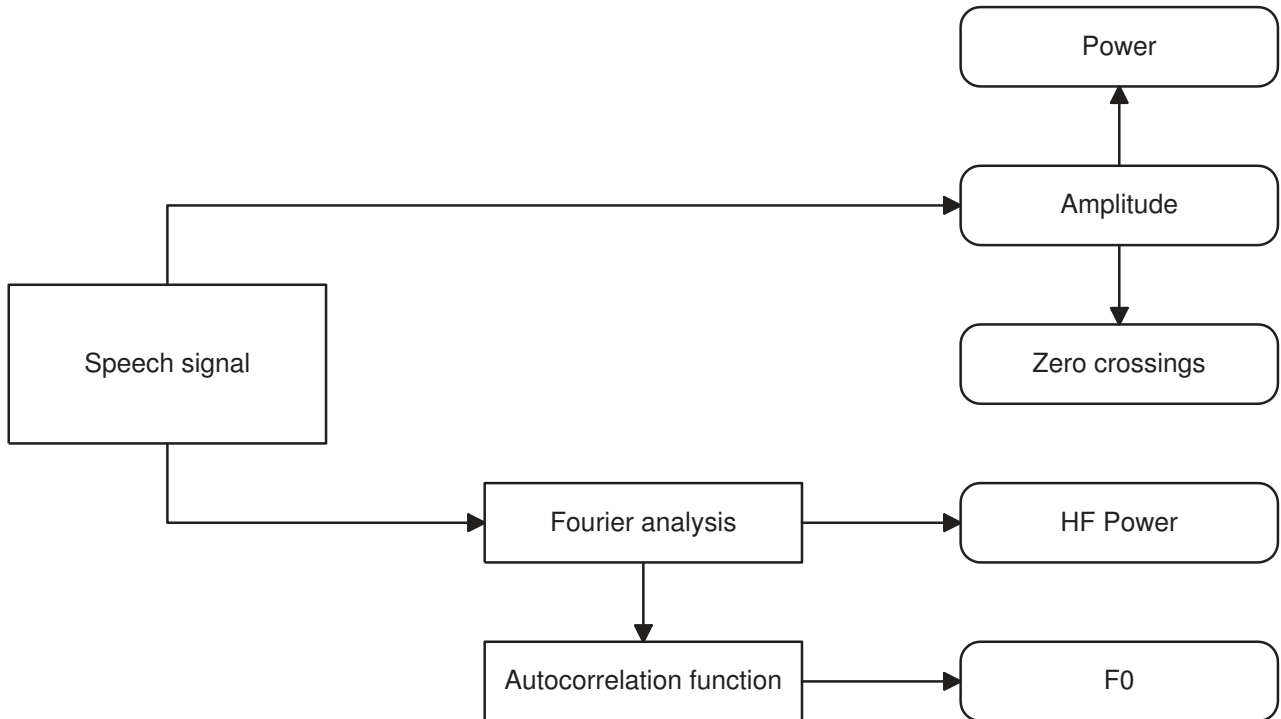 Power
Amplitude
Speech signal
Zero crossings
Fourier analysis
HF Power
Autocorrelation function
F0